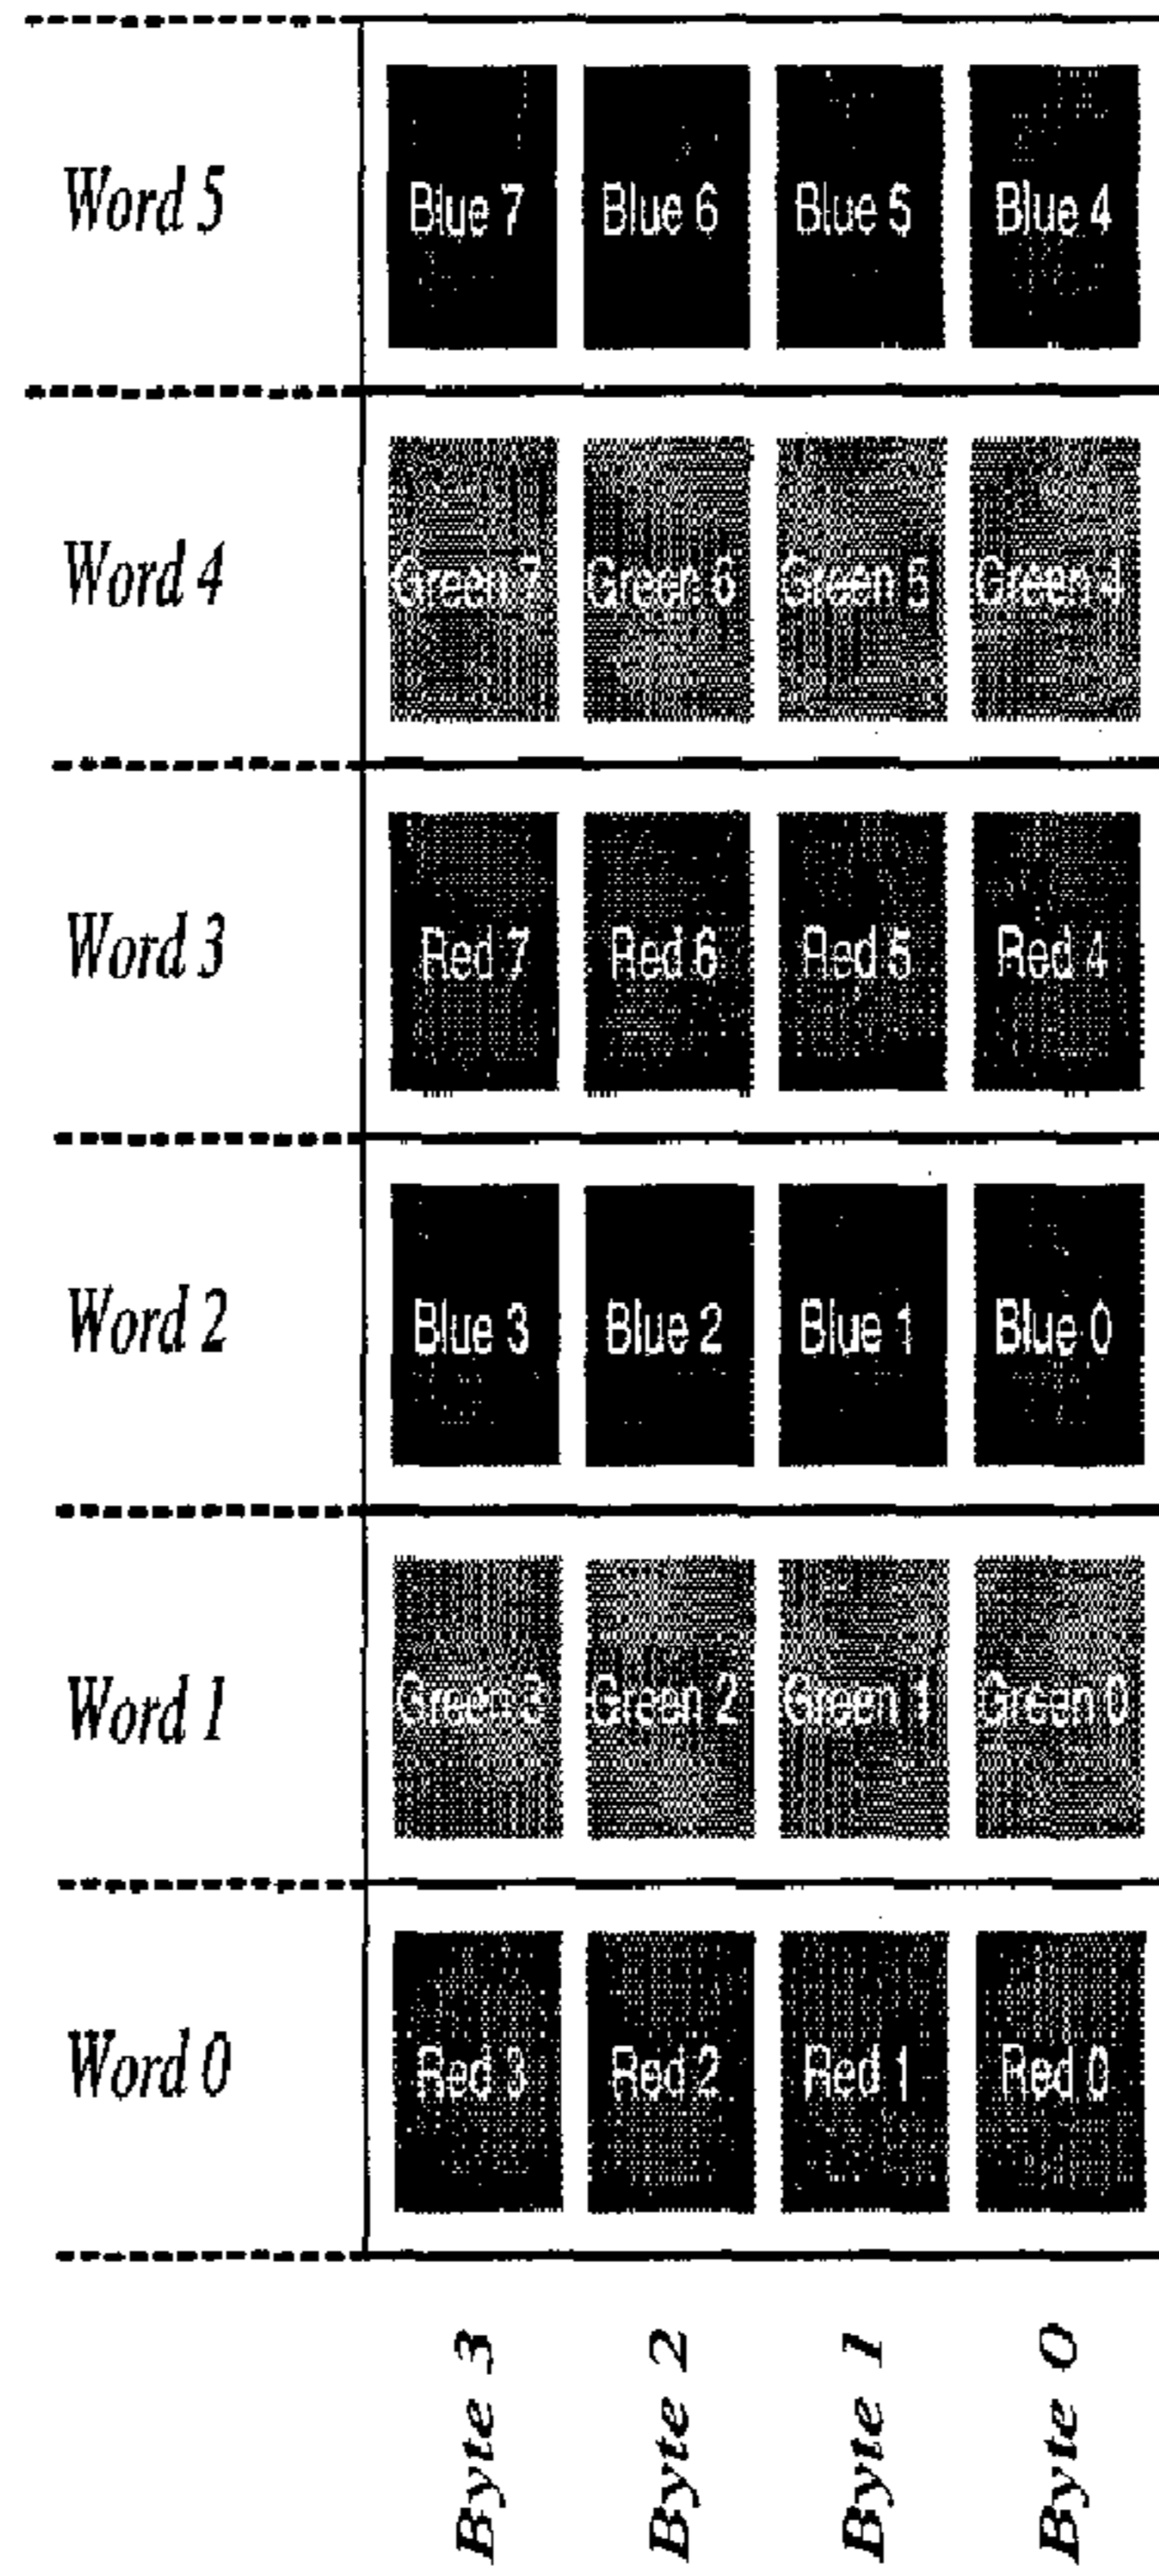 Word 5 Blue 7 Blue 6 Blue 5 Blue 4
Word 4 Green 7 Green 6 Green 5 Green 4
Word 3 Red 7 Red 6 Red 5 Red 4
Word 2 Blue 3 Blue 2 Blue 1 Blue 0
Word 1 Green 3 Green 2 Green 1 Green 0
Word 0 Red 3 Red 2 Red 1 Red 0
Byte 3 Byte 2 Byte 1 Byte 0